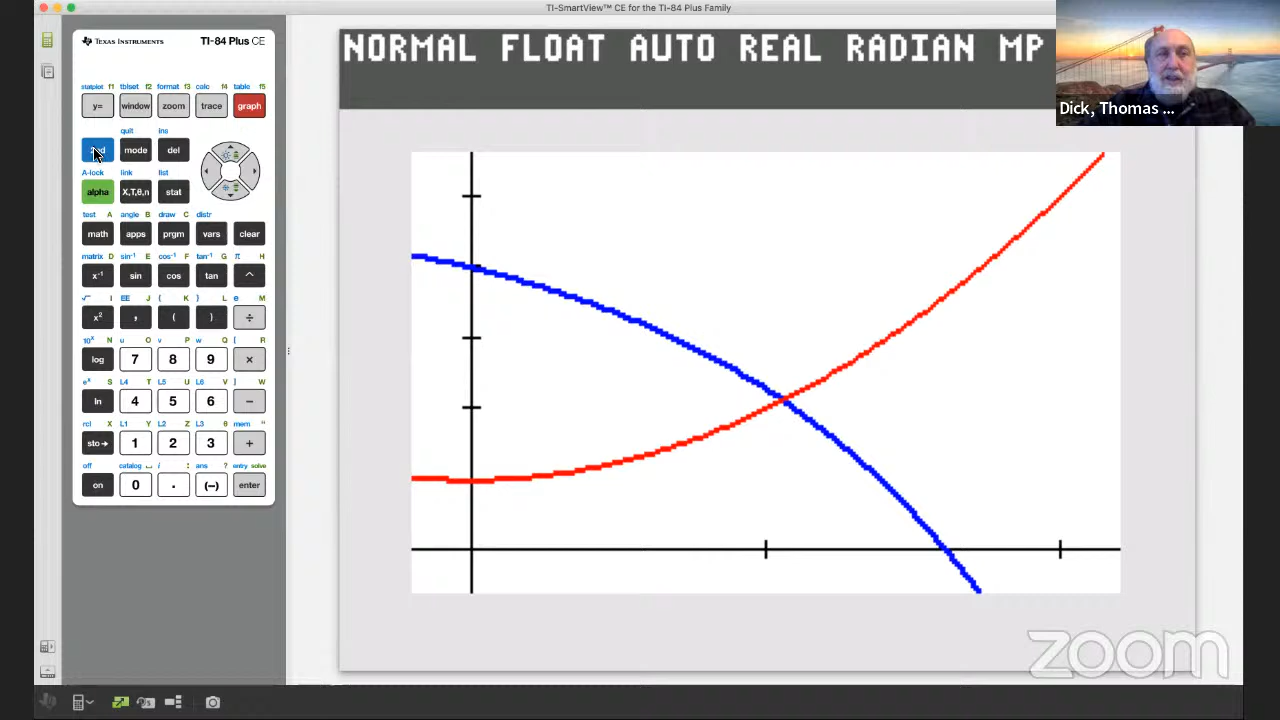 TI-SmartView™ CE for the TI-84 Plus Family
TEXAS INSTRUMENTS TI-84 Plus CE
NORMAL FLOAT AUTO REAL RADIAN MP
Dick, Thomas ...
statplot f1 tblset f2 format f3 calc f4 table f5
y= window zoom trace graph
quit ins
mode del
A-lock link list
alpha X,T,θ,n stat
test A angle B draw C distr
math apps prgm vars clear
matrix D sin⁻¹ E cos⁻¹ F tan⁻¹ G π H
x⁻¹ sin cos tan ^
√ I EE J { K } L e M
x² , ( ) ÷
10ˣ N u O v P w Q [ R
log 7 8 9 ×
eˣ S L4 T L5 U L6 V ] W
ln 4 5 6 −
rcl X L1 Y L2 Z L3 θ mem "
sto→ 1 2 3 +
off catalog i : ans ? entry solve
on 0 . (−) enter
zoom